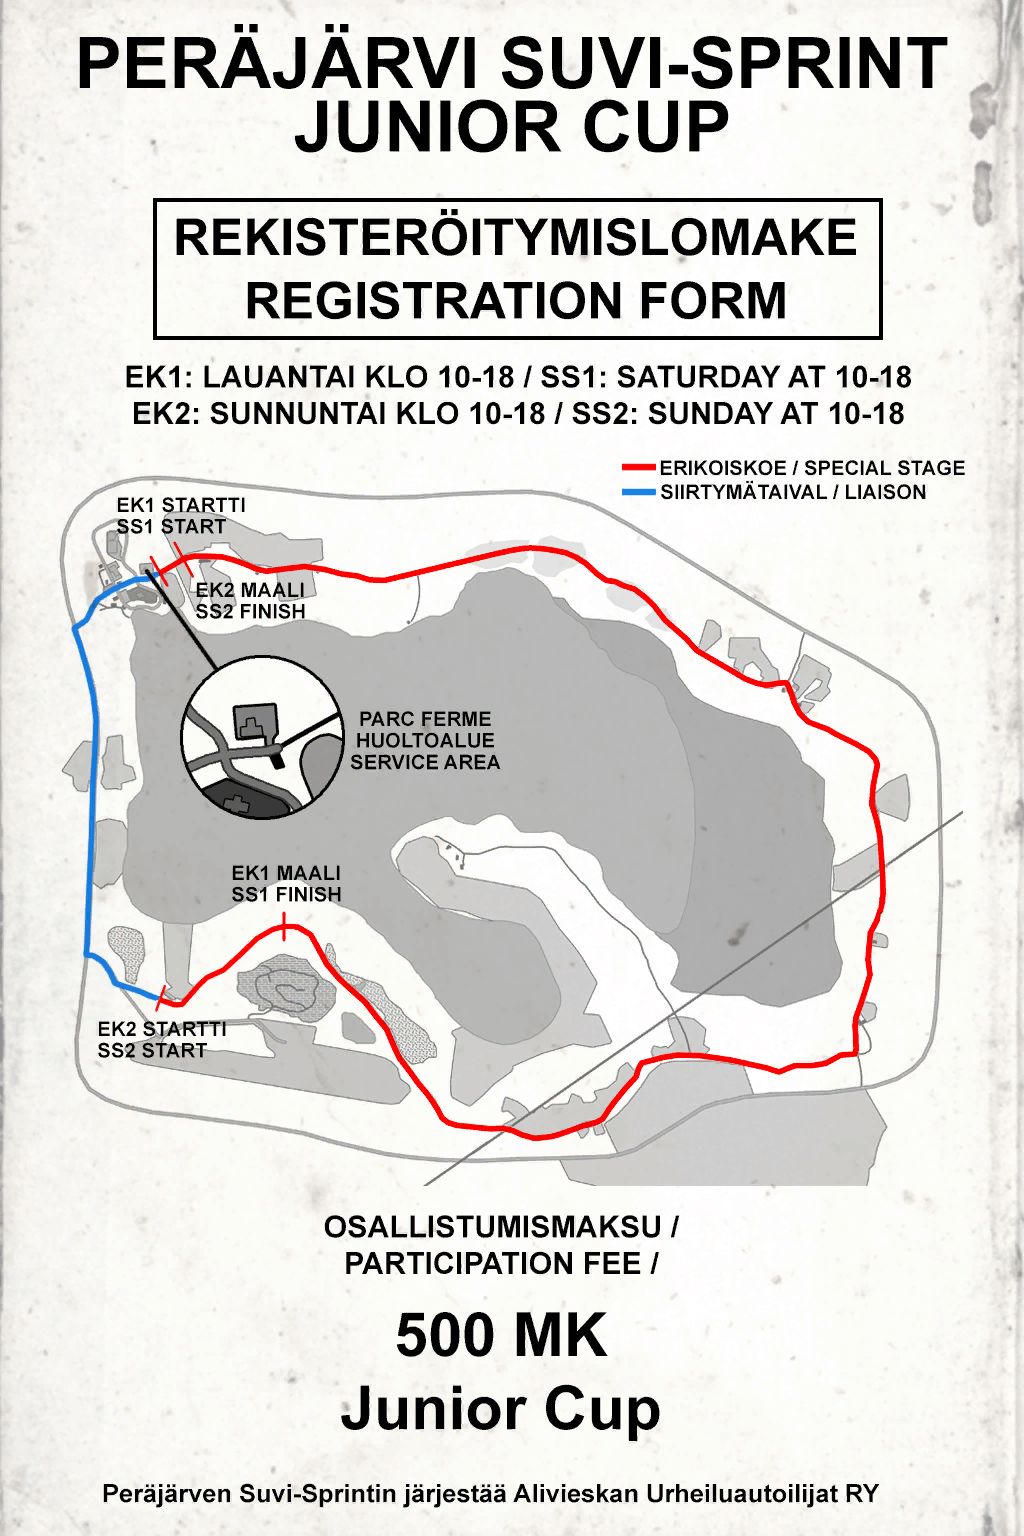 PERÄJÄRVI SUVI-SPRINT
JUNIOR CUP
REKISTERÖITYMISLOMAKE
REGISTRATION FORM
EK1: LAUANTAI KLO 10-18 / SS1: SATURDAY AT 10-18
EK2: SUNNUNTAI KLO 10-18 / SS2: SUNDAY AT 10-18
ERIKOISKOE / SPECIAL STAGE
SIIRTYMÄTAIVAL / LIAISON
EK1 STARTTI
SS1 START
EK2 MAALI
SS2 FINISH
PARC FERME
HUOLTOALUE
SERVICE AREA
EK1 MAALI
SS1 FINISH
EK2 STARTTI
SS2 START
OSALLISTUMISMAKSU /
PARTICIPATION FEE /
500 MK
Junior Cup
Peräjärven Suvi-Sprintin järjestää Alivieskan Urheiluautoilijat RY